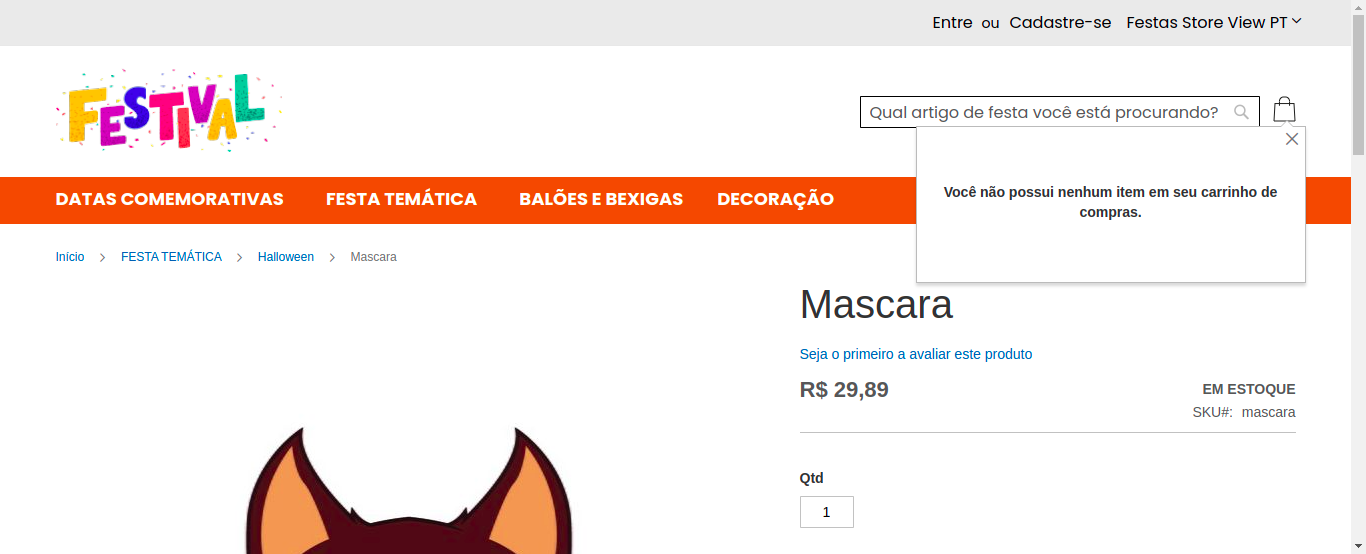 Entre ou Cadastre-se Festas Store View PT
FESTIVAL
Qual artigo de festa você está procurando?
Você não possui nenhum item em seu carrinho de
compras.
DATAS COMEMORATIVAS FESTA TEMÁTICA BALÕES E BEXIGAS DECORAÇÃO
Início FESTA TEMÁTICA Halloween Mascara
Mascara
Seja o primeiro a avaliar este produto
R$ 29,89 EM ESTOQUE
SKU#: mascara
Qtd
1